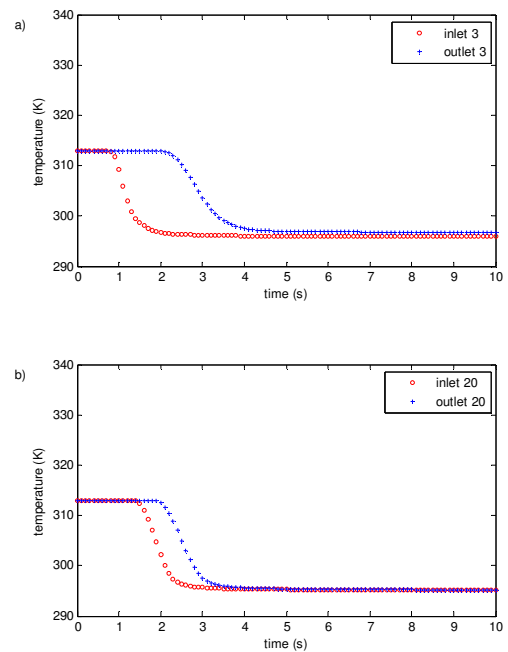 a)
340
330
320
310
300
290
temperature (K)
inlet 3
outlet 3
0 1 2 3 4 5 6 7 8 9 10
time (s)
b)
340
330
320
310
300
290
temperature (K)
inlet 20
outlet 20
0 1 2 3 4 5 6 7 8 9 10
time (s)